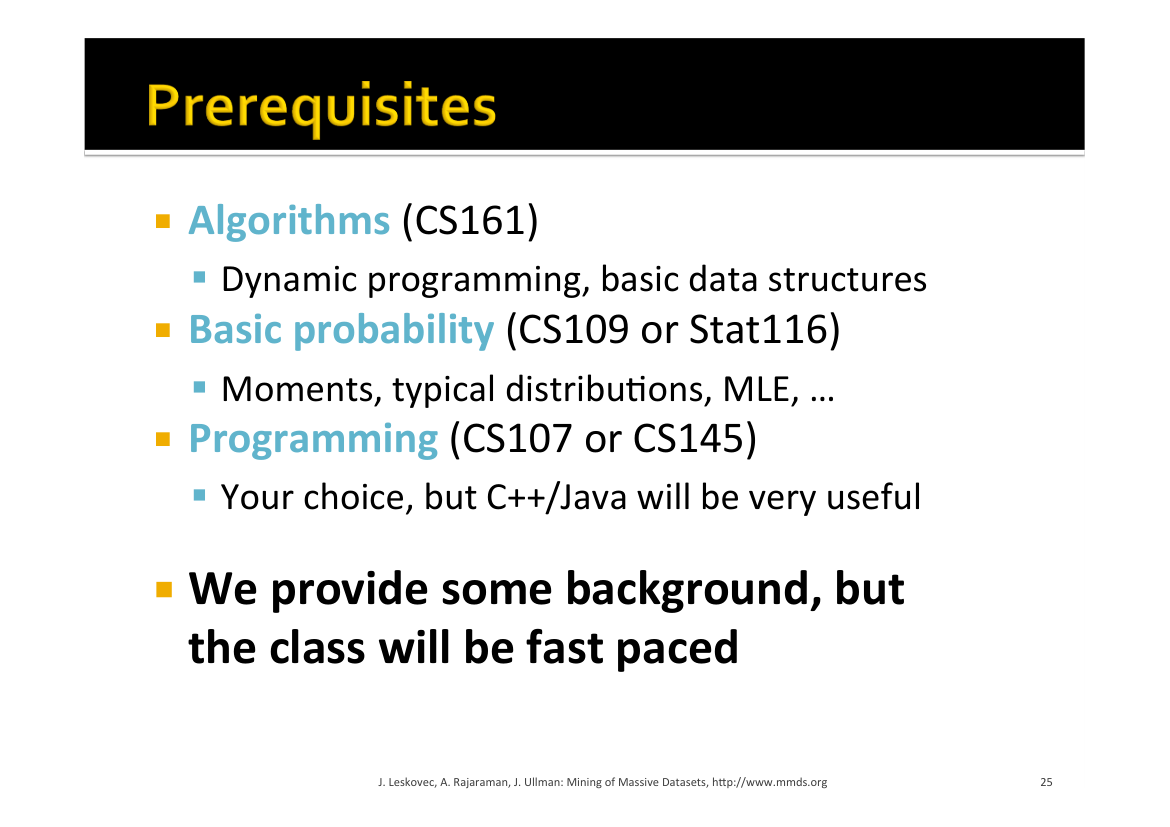 Prerequisites
Algorithms (CS161)
Dynamic programming, basic data structures
Basic probability (CS109 or Stat116)
Moments, typical distributions, MLE, …
Programming (CS107 or CS145)
Your choice, but C++/Java will be very useful
We provide some background, but
the class will be fast paced
J. Leskovec, A. Rajaraman, J. Ullman: Mining of Massive Datasets, http://www.mmds.org 25